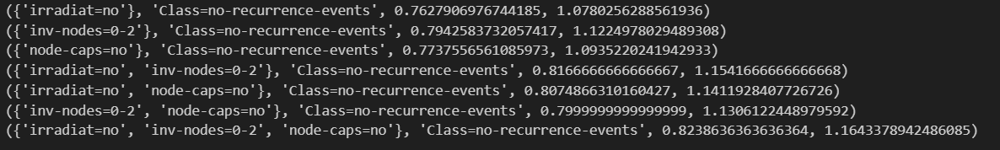 ({'irradiat=no'}, 'Class=no-recurrence-events', 0.7627906976744185, 1.0780256288561936)
({'inv-nodes=0-2'}, 'Class=no-recurrence-events', 0.7942583732057417, 1.1224978029489308)
({'node-caps=no'}, 'Class=no-recurrence-events', 0.7737556561085973, 1.0935220241942933)
({'irradiat=no', 'inv-nodes=0-2'}, 'Class=no-recurrence-events', 0.8166666666666667, 1.1541666666666668)
({'irradiat=no', 'node-caps=no'}, 'Class=no-recurrence-events', 0.8074866310160427, 1.1411928407726726)
({'inv-nodes=0-2', 'node-caps=no'}, 'Class=no-recurrence-events', 0.7999999999999999, 1.1306122448979592)
({'irradiat=no', 'inv-nodes=0-2', 'node-caps=no'}, 'Class=no-recurrence-events', 0.8238636363636364, 1.1643378942486085)